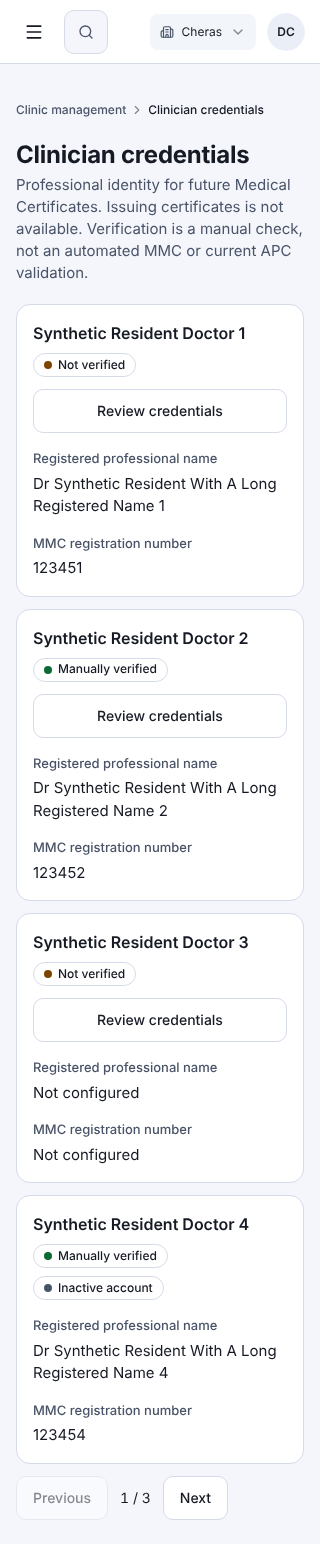 Cheras
DC
Clinic management > Clinician credentials
Clinician credentials
Professional identity for future Medical
Certificates. Issuing certificates is not
available. Verification is a manual check,
not an automated MMC or current APC
validation.
Synthetic Resident Doctor 1
Not verified
Review credentials
Registered professional name
Dr Synthetic Resident With A Long
Registered Name 1
MMC registration number
123451
Synthetic Resident Doctor 2
Manually verified
Review credentials
Registered professional name
Dr Synthetic Resident With A Long
Registered Name 2
MMC registration number
123452
Synthetic Resident Doctor 3
Not verified
Review credentials
Registered professional name
Not configured
MMC registration number
Not configured
Synthetic Resident Doctor 4
Manually verified
Inactive account
Registered professional name
Dr Synthetic Resident With A Long
Registered Name 4
MMC registration number
123454
Previous 1 / 3 Next